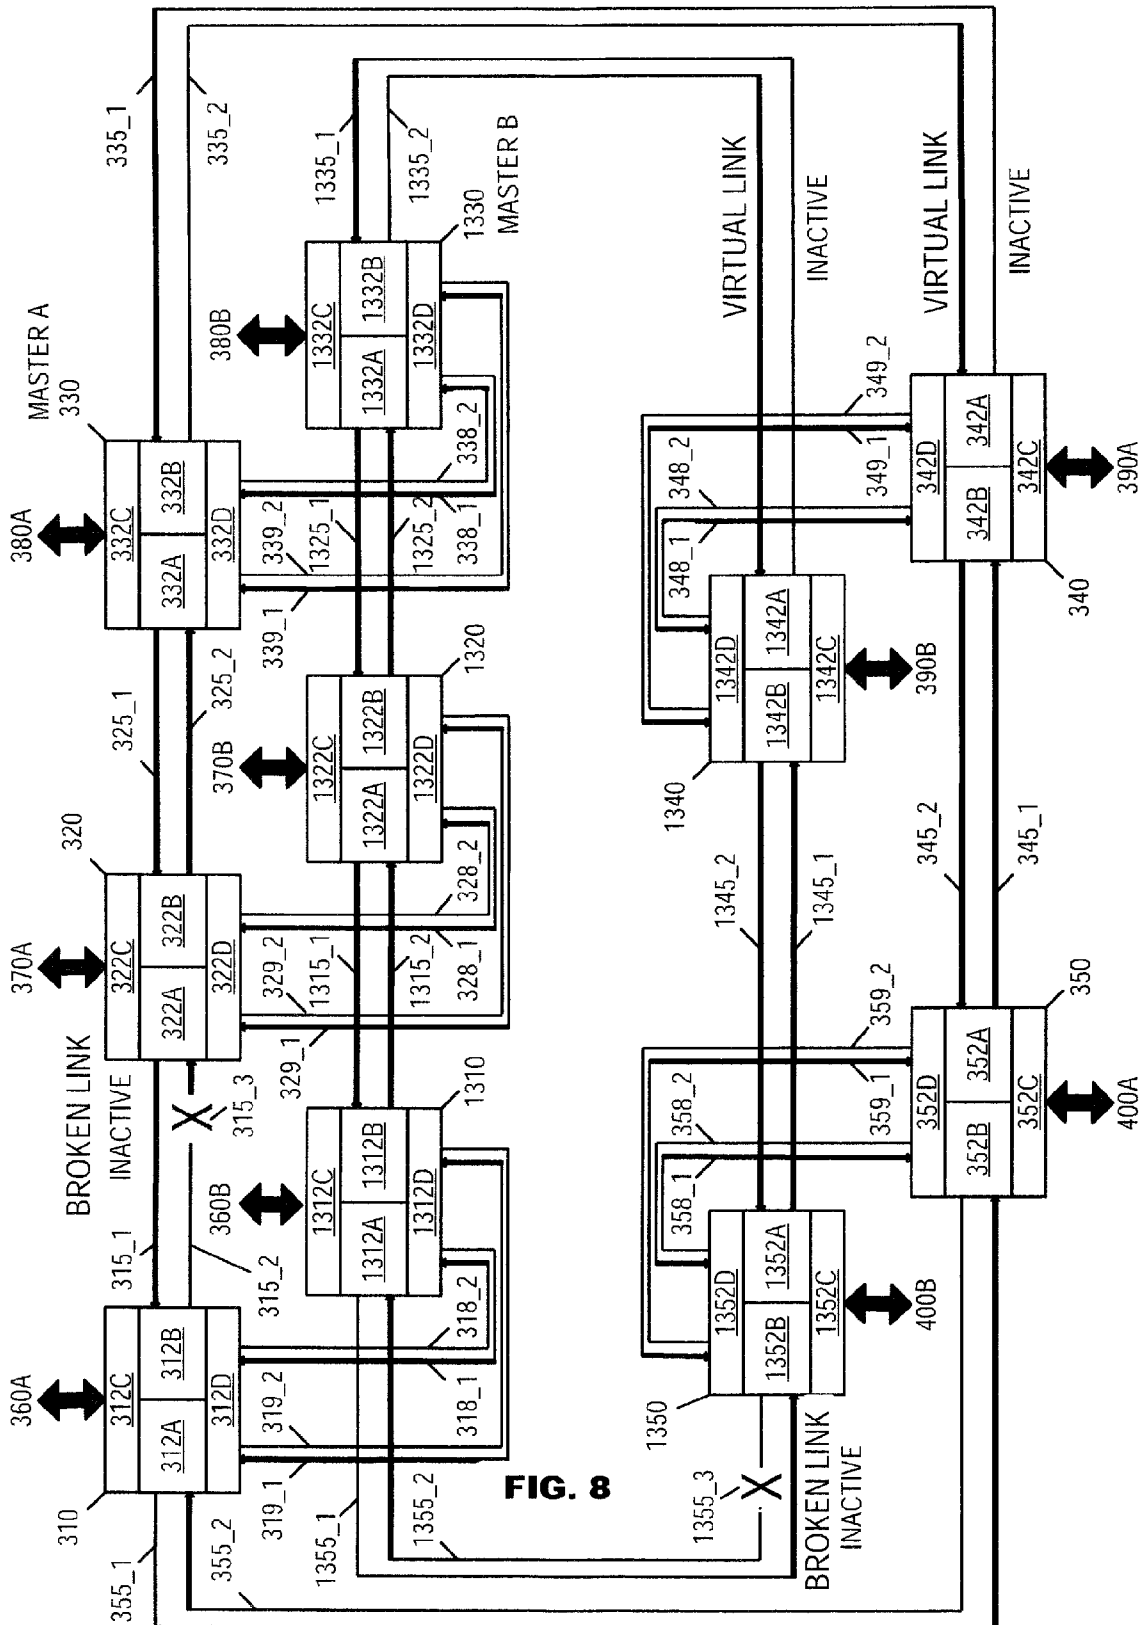 335_1
335_2
1335_1
1335_2
MASTER A
330
380A
332C
332A
332B
332D
MASTER B
1330
380B
1332C
1332A
1332B
1332D
VIRTUAL LINK
INACTIVE
VIRTUAL LINK
INACTIVE
325_1
325_2
339_1
339_2
1325_1
1325_2
338_1
338_2
348_1
348_2
349_1
349_2
320
370A
322C
322A
322B
322D
1320
370B
1322C
1322A
1322B
1322D
1340
1342D
1342B
1342A
1342C
390B
340
342D
342B
342A
342C
390A
BROKEN LINK
INACTIVE
315_3
315_1
315_2
329_1
329_2
1315_1
1315_2
328_1
328_2
1345_2
1345_1
345_2
345_1
310
360A
312C
312A
312B
312D
1310
360B
1312C
1312A
1312B
1312D
358_1
358_2
359_1
359_2
1350
1352D
1352B
1352A
1352C
400B
350
352D
352B
352A
352C
400A
319_1
319_2
318_1
318_2
355_1
355_2
1355_1
1355_2
1355_3
BROKEN LINK
INACTIVE
FIG. 8